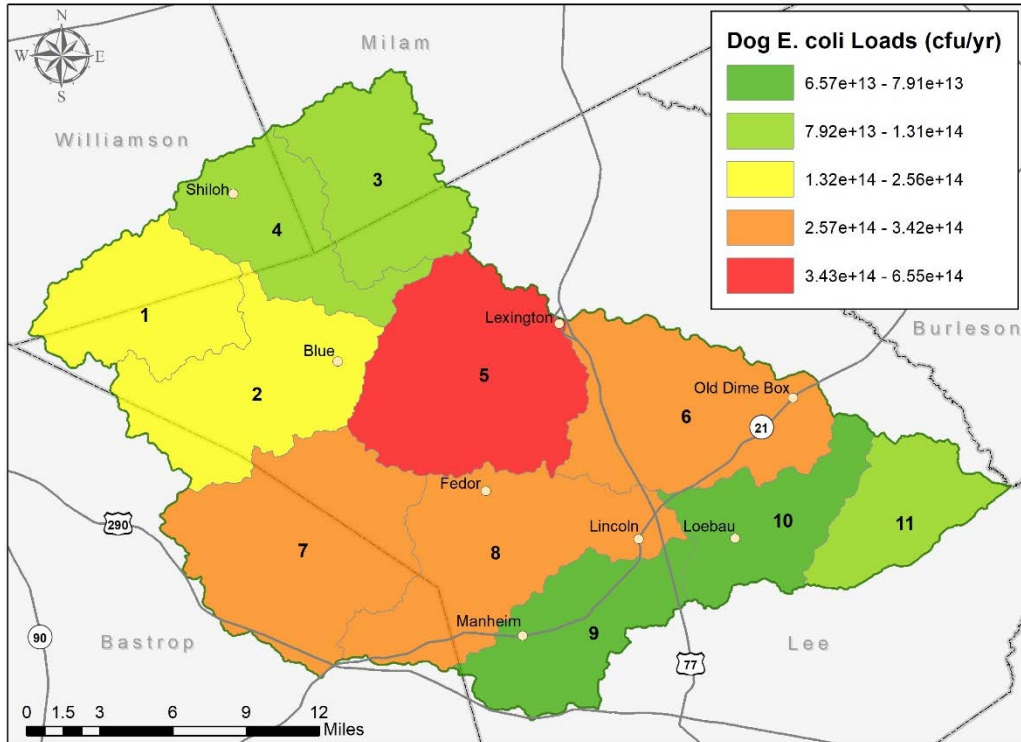 N
W E
S
Milam
Williamson
Burleson
Bastrop
Lee
Dog E. coli Loads (cfu/yr)
6.57e+13 - 7.91e+13
7.92e+13 - 1.31e+14
1.32e+14 - 2.56e+14
2.57e+14 - 3.42e+14
3.43e+14 - 6.55e+14
3
Shiloh
4
1
Lexington
Blue
5
2
Old Dime Box
6
21
Fedor
290
Lincoln
Loebau
10
11
7
8
Manheim
9
90
77
0 1.5 3 6 9 12
Miles